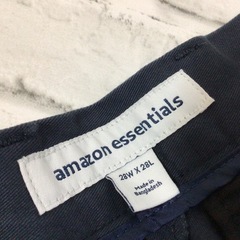 amazon essentials
28W X 28L
Made in
Bangladesh